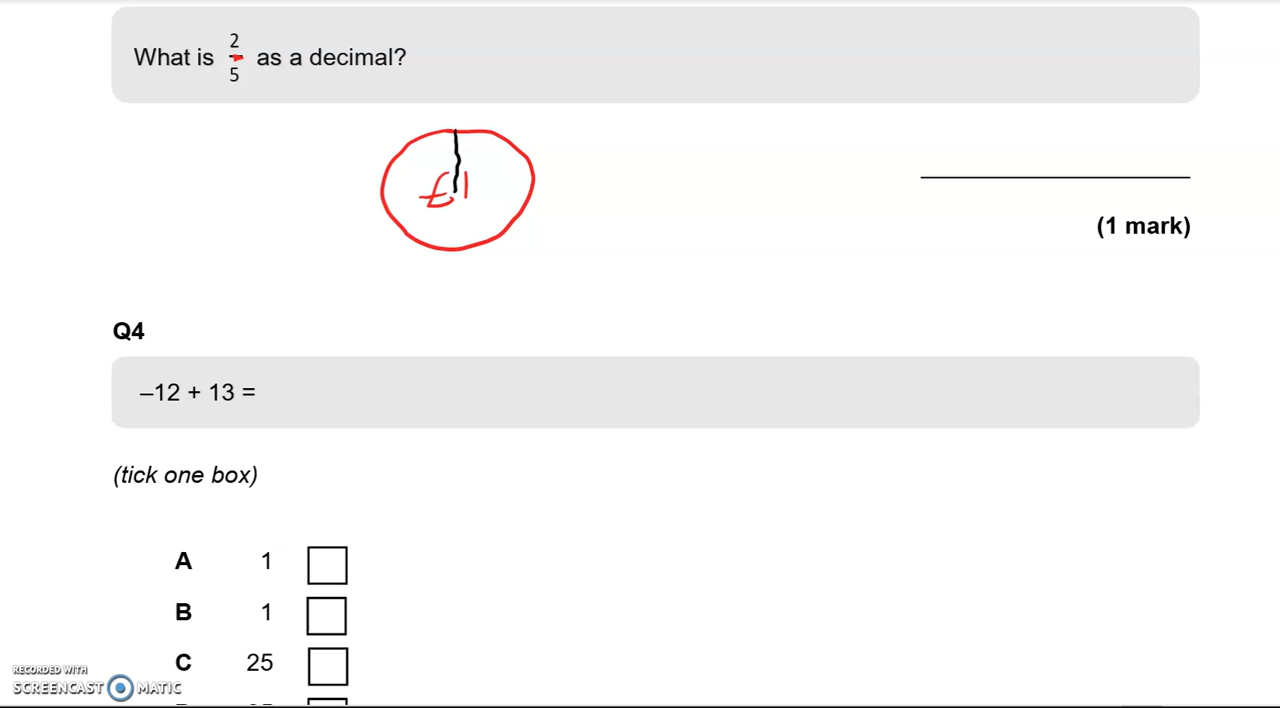 What is 2/5 as a decimal?
£1
(1 mark)
Q4
–12 + 13 =
(tick one box)
A 1
B 1
C 25
RECORDED WITH
SCREENCAST MATIC